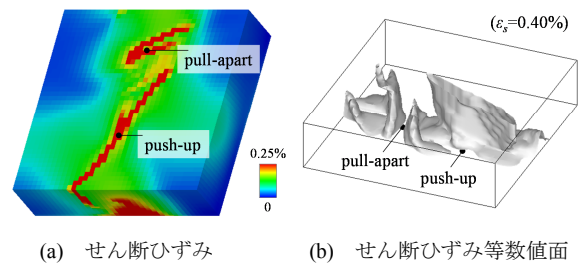 (εs=0.40%)
pull-apart
push-up
0.25%
0
pull-apart
push-up
(a) せん断ひずみ
(b) せん断ひずみ等数値面